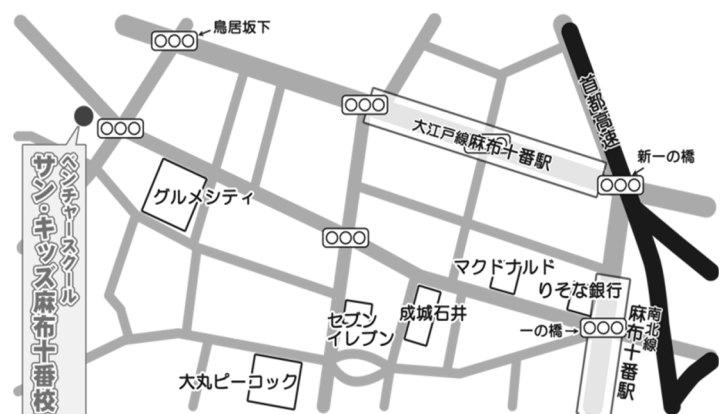 鳥居坂下
首都高速
大江戸線麻布十番駅
新一の橋
ベンチャースクール
サン・キッズ麻布十番校
グルメシティ
マクドナルド
りそな銀行
セブン
イレブン
成城石井
一の橋→
南北線
麻布十番駅
大丸ピーコック